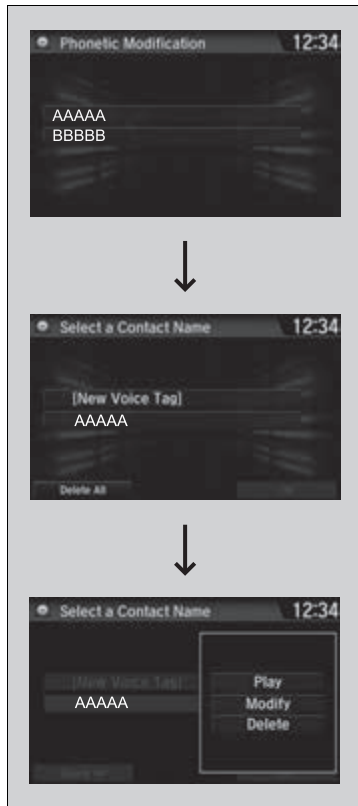 Phonetic Modification 12:34
AAAAA
BBBBB
Select a Contact Name 12:34
[New Voice Tag]
AAAAA
Delete All
Select a Contact Name 12:34
[New Voice Tag]
Play
AAAAA Modify
Delete